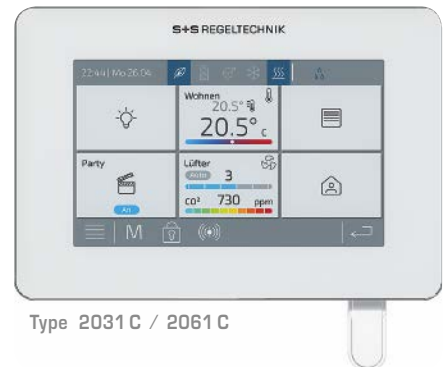 S+S REGELTECHNIK
22:44 | Mo 26.04.
Wohnen
20.5°
20.5° C
Party
An
Lüfter
Auto 3
CO² 730 ppm
M
Type 2031 C / 2061 C